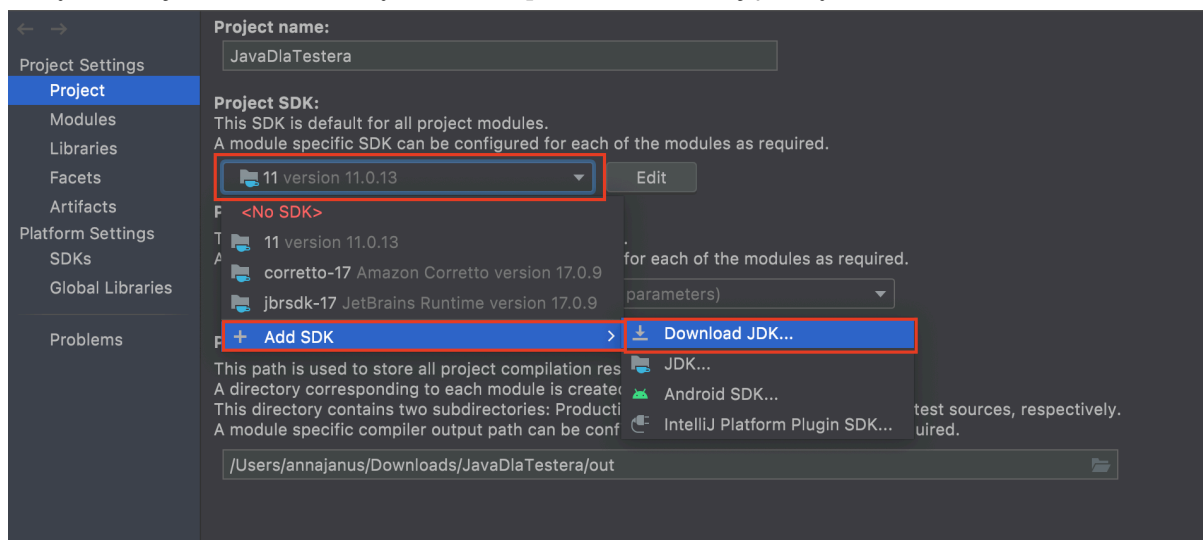 Project name:
JavaDlaTestera
Project Settings
Project
Modules
Libraries
Facets
Artifacts
Platform Settings
SDKs
Global Libraries
Problems
Project SDK:
This SDK is default for all project modules.
A module specific SDK can be configured for each of the modules as required.
11 version 11.0.13
Edit
<No SDK>
11 version 11.0.13
corretto-17 Amazon Corretto version 17.0.9
for each of the modules as required.
jbrsdk-17 JetBrains Runtime version 17.0.9
parameters)
+ Add SDK >
Download JDK...
JDK...
Android SDK...
IntelliJ Platform Plugin SDK...
This path is used to store all project compilation res
A directory corresponding to each module is create
This directory contains two subdirectories: Producti
test sources, respectively.
A module specific compiler output path can be conf
uired.
/Users/annajanus/Downloads/JavaDlaTestera/out